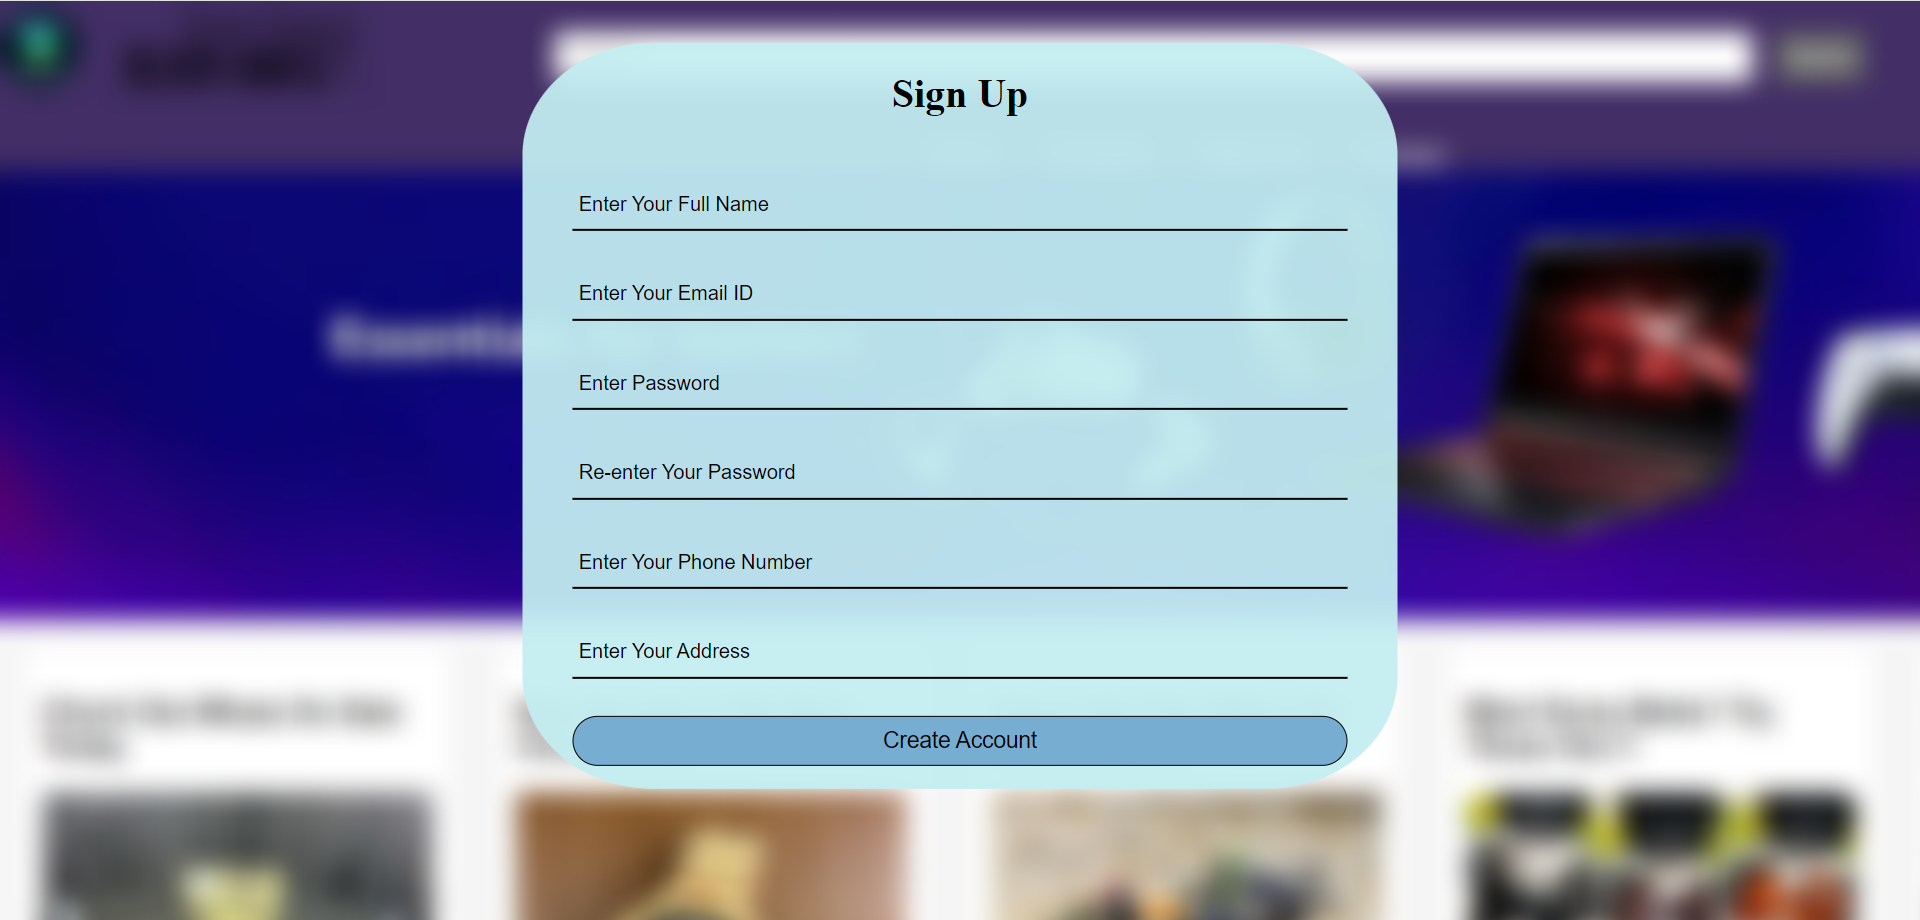 Sign Up
Enter Your Full Name
Enter Your Email ID
Enter Password
Re-enter Your Password
Enter Your Phone Number
Enter Your Address
Create Account